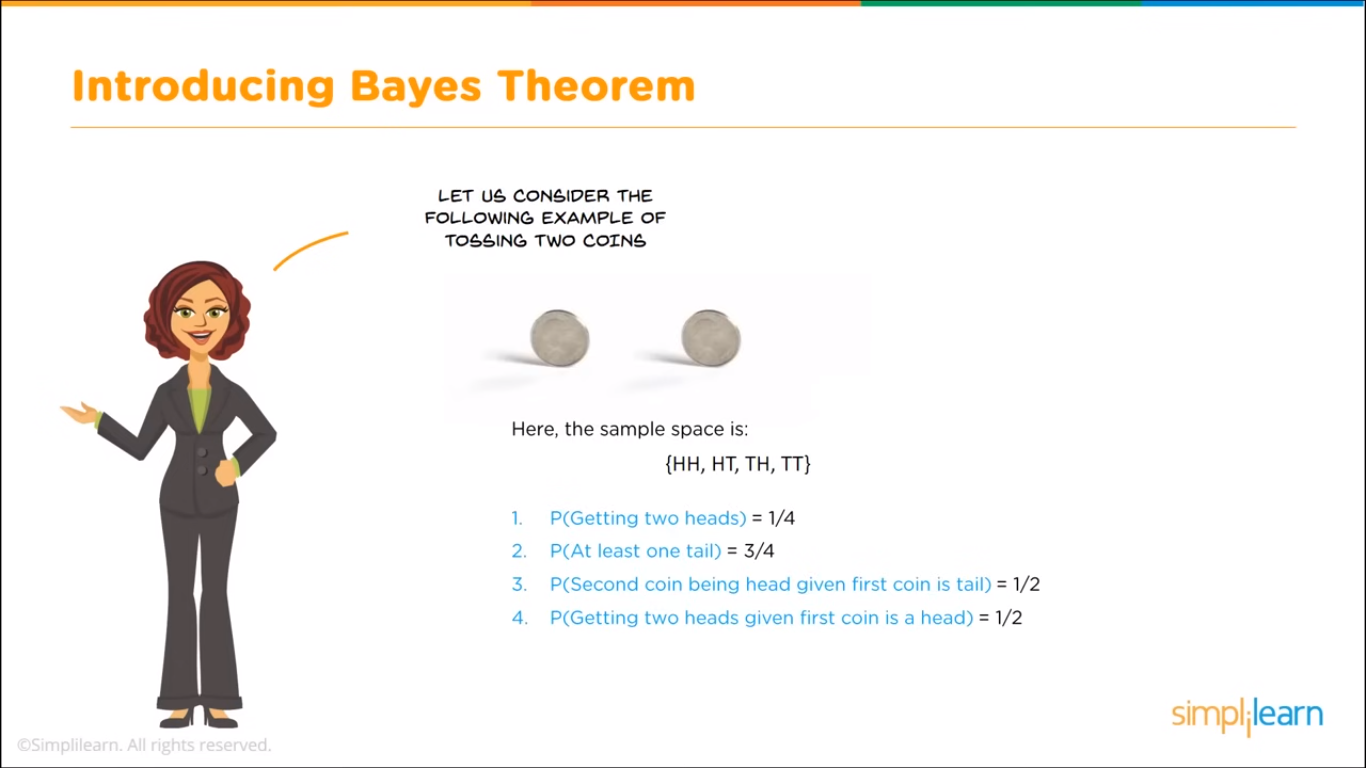 Introducing Bayes Theorem
LET US CONSIDER THE
FOLLOWING EXAMPLE OF
TOSSING TWO COINS
Here, the sample space is:
{HH, HT, TH, TT}
1. P(Getting two heads) = 1/4
2. P(At least one tail) = 3/4
3. P(Second coin being head given first coin is tail) = 1/2
4. P(Getting two heads given first coin is a head) = 1/2
simplilearn
©Simplilearn. All rights reserved.